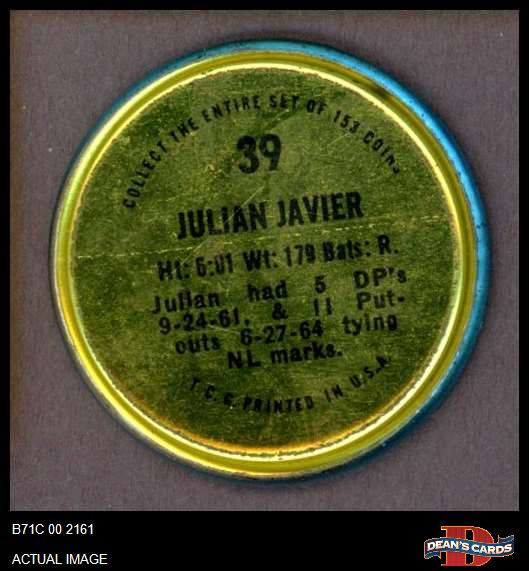 COLLECT THE ENTIRE SET OF 153 COINS
39
JULIAN JAVIER
Ht: 6:01 Wt: 179 Bats: R.
Julian had 5 DP's
9-24-61, & 11 Put-
outs 6-27-64 tying
NL marks.
T.C.G. PRINTED IN U.S.A.
B71C 00 2161
ACTUAL IMAGE
D
DEAN'S CARDS